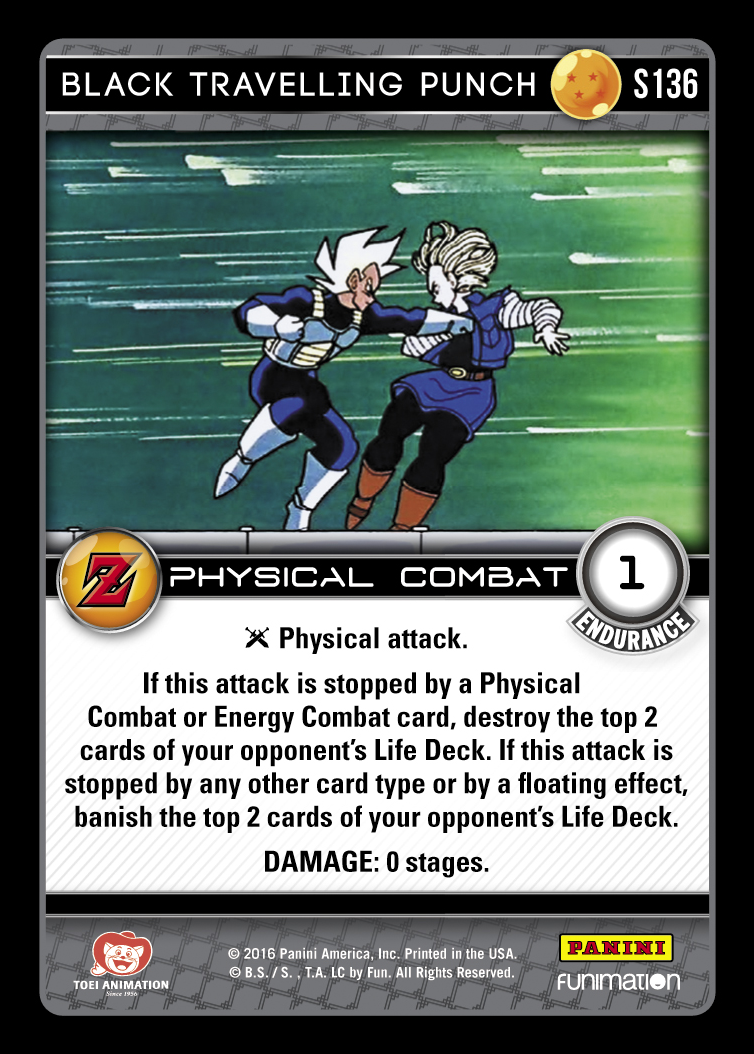 BLACK TRAVELLING PUNCH S136
Z PHYSICAL COMBAT 1
ENDURANCE
Physical attack.
If this attack is stopped by a Physical
Combat or Energy Combat card, destroy the top 2
cards of your opponent's Life Deck. If this attack is
stopped by any other card type or by a floating effect,
banish the top 2 cards of your opponent's Life Deck.
DAMAGE: 0 stages.
TOEI ANIMATION
Since 1956
© 2016 Panini America, Inc. Printed in the USA.
© B.S. / S. , T.A. LC by Fun. All Rights Reserved.
PANINI
FUNIMATION